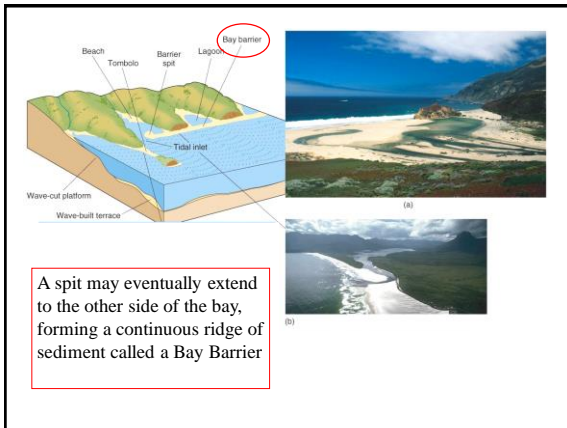 Bay barrier
Beach
Barrier
spit
Lagoon
Tombolo
Tidal inlet
Wave-cut platform
Wave-built terrace
(a)
(b)
A spit may eventually extend
to the other side of the bay,
forming a continuous ridge of
sediment called a Bay Barrier